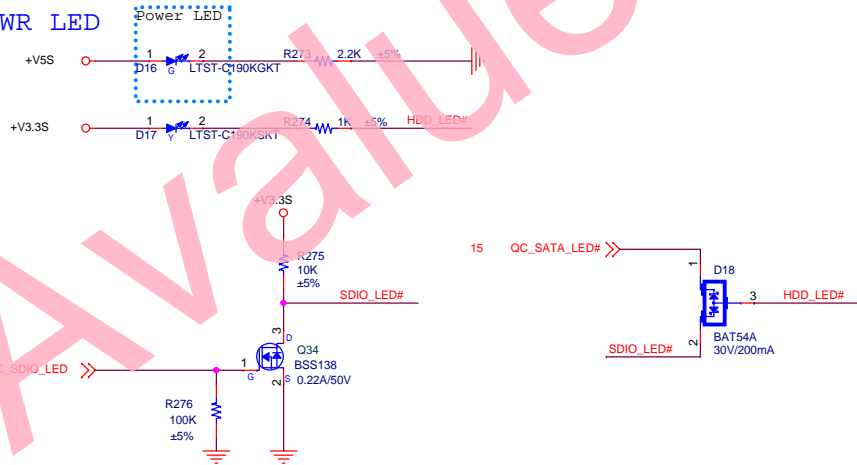 WR LED
Power LED
+V5S
1
2
R273
2.2K
±5%
D16
G
LTST-C190KGKT
+V3.3S
1
2
R274
1K
±5%
HDD_LED#
D17
Y
LTST-C190KSKT
+V3.3S
R275
10K
±5%
SDIO_LED#
3
D
Q34
BSS138
0.22A/50V
C_SDIO_LED
1
G
2
S
R276
100K
±5%
15
QC_SATA_LED#
1
D18
3
HDD_LED#
2
BAT54A
30V/200mA
SDIO_LED#
Avalue